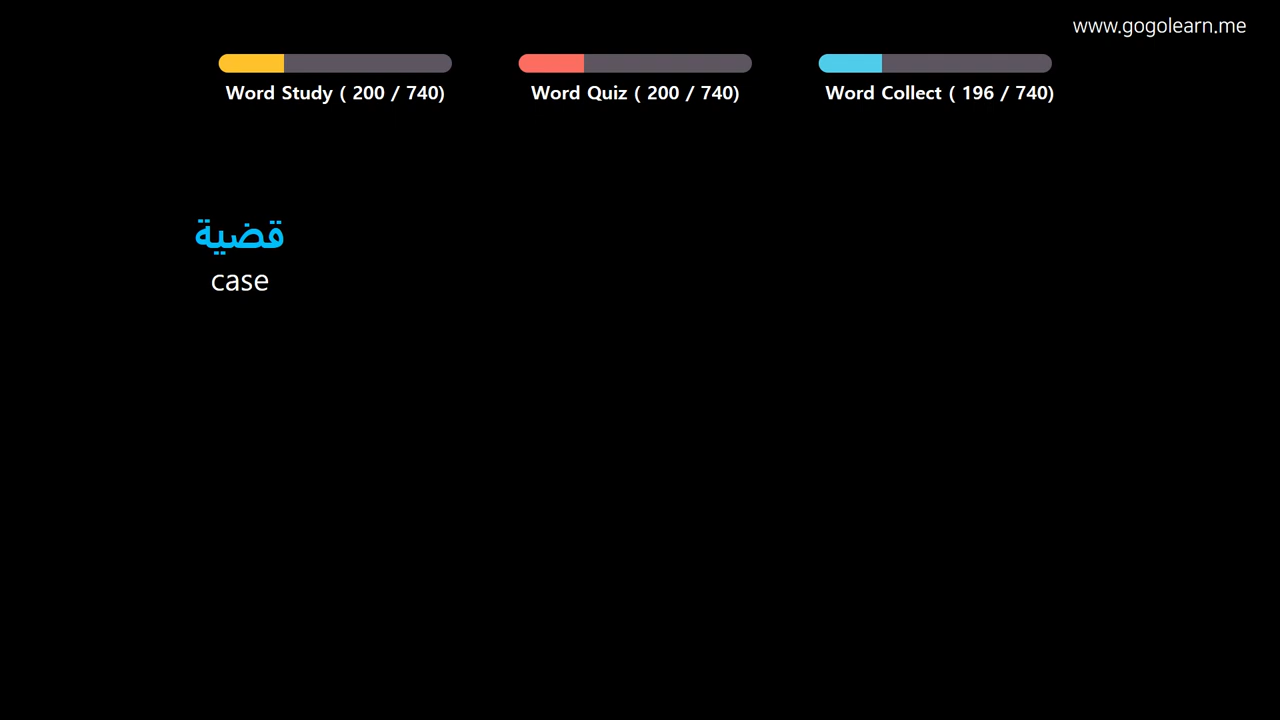 www.gogolearn.me
Word Study ( 200 / 740)
Word Quiz ( 200 / 740)
Word Collect ( 196 / 740)
قضية
case